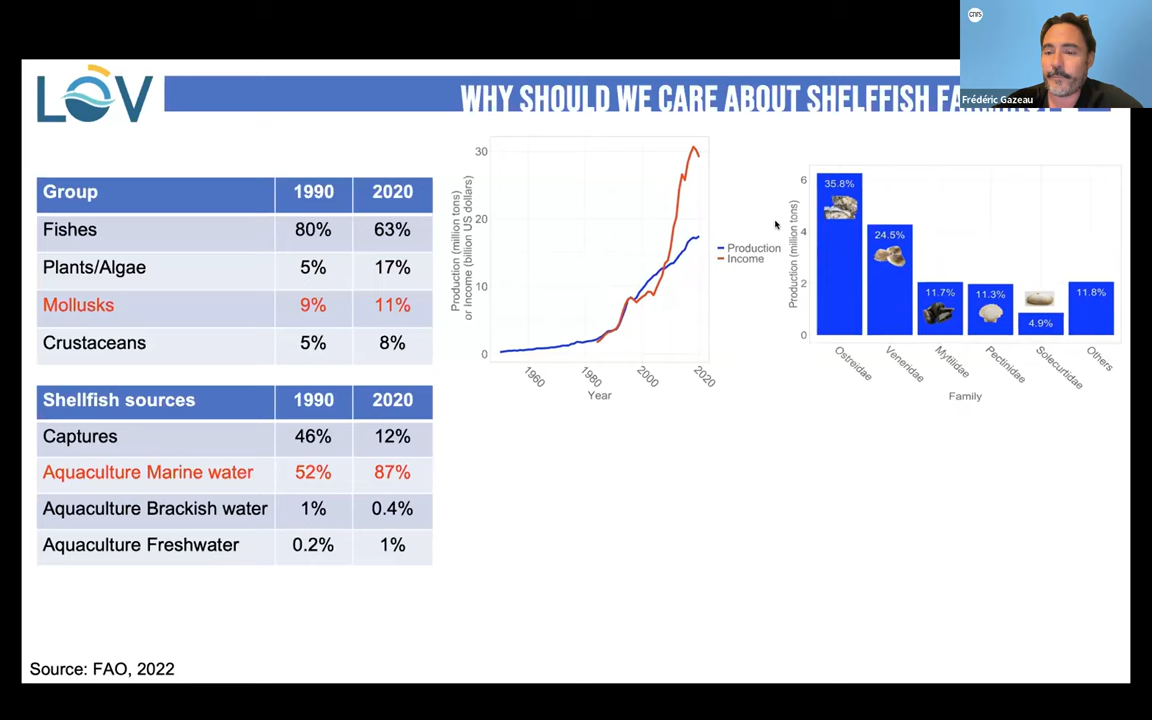 cnrs
Frédéric Gazeau
LOV
WHY SHOULD WE CARE ABOUT SHELFFISH
Group 1990 2020
Fishes 80% 63%
Plants/Algae 5% 17%
Mollusks 9% 11%
Crustaceans 5% 8%
Shellfish sources 1990 2020
Captures 46% 12%
Aquaculture Marine water 52% 87%
Aquaculture Brackish water 1% 0.4%
Aquaculture Freshwater 0.2% 1%
Production (million tons)
or Income (billion US dollars)
30
20
10
0
1960 1980 2000 2020
Year
Production
Income
Production (million tons)
6
4
2
0
35.8%
24.5%
11.7%
11.3%
4.9%
11.8%
Ostreidae Veneridae Mytilidae Pectinidae Solecurtidae Others
Family
Source: FAO, 2022